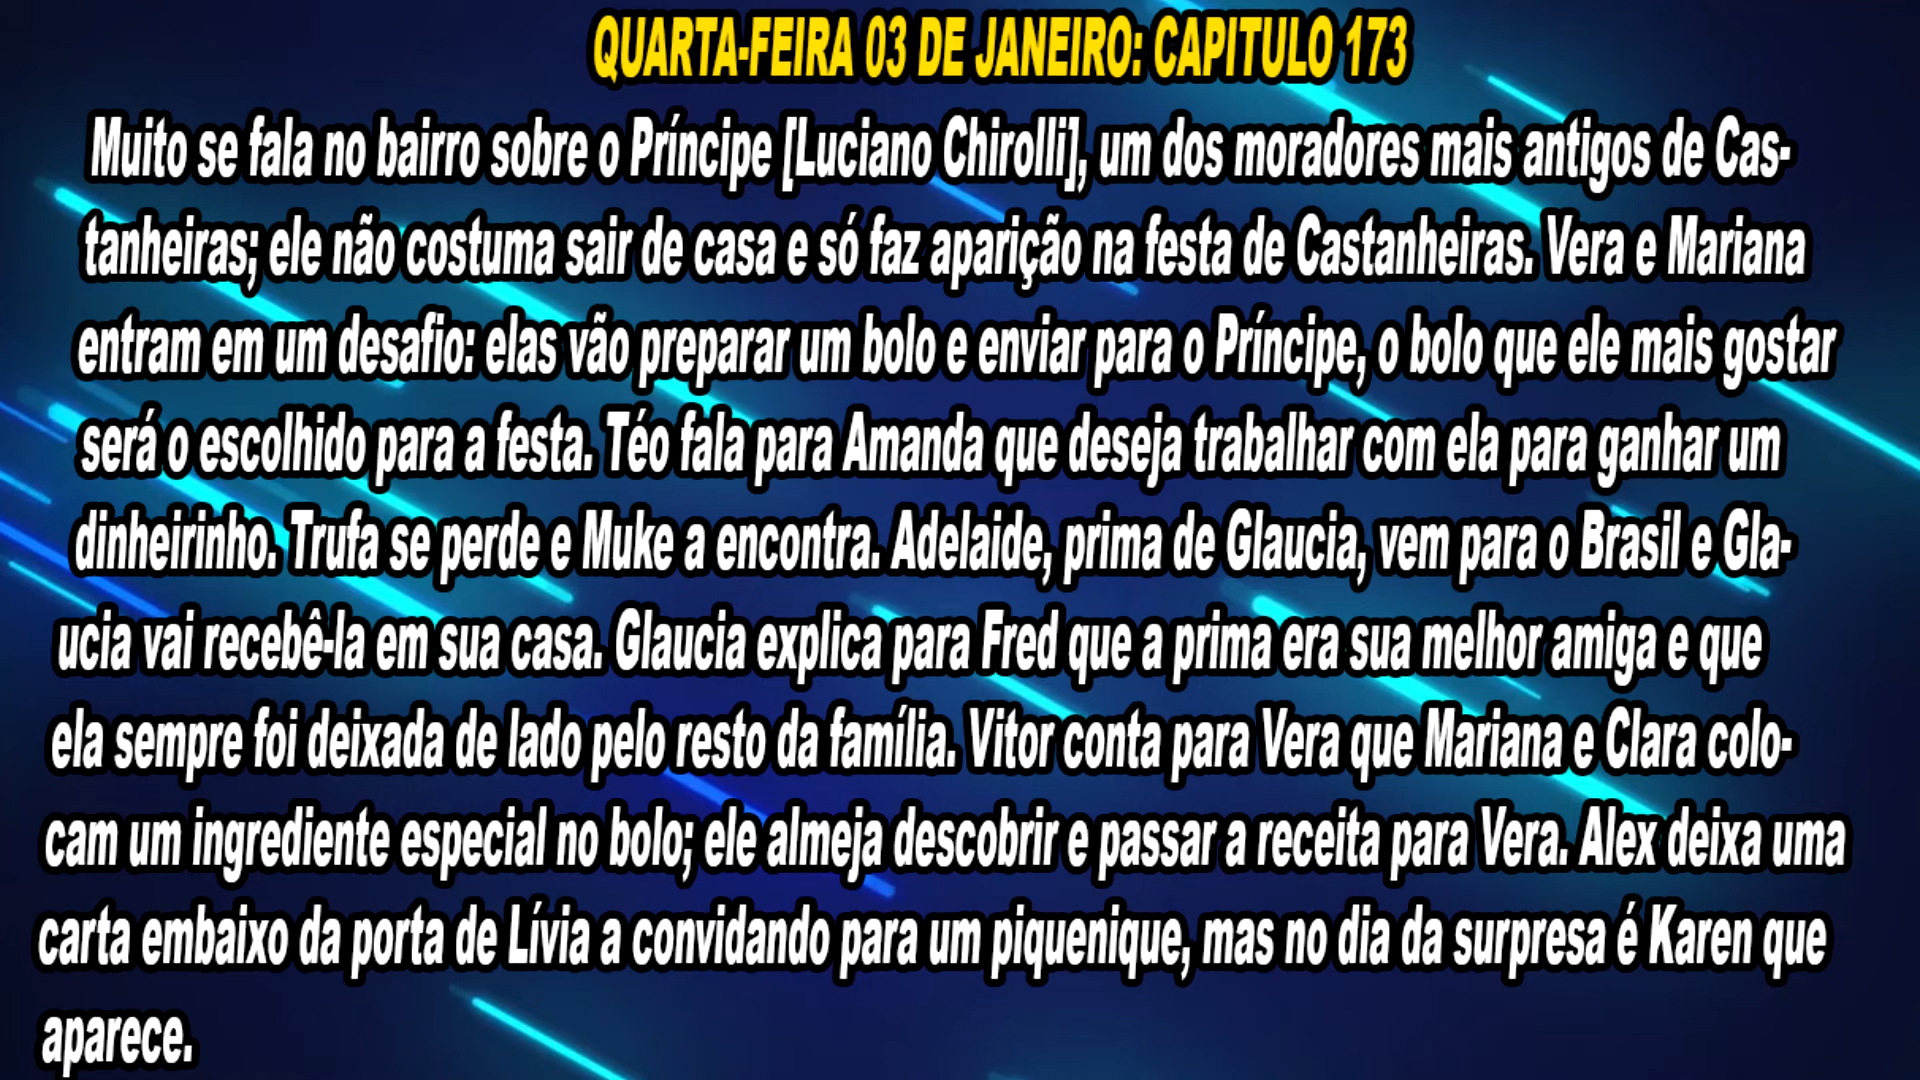 QUARTA-FEIRA 03 DE JANEIRO: CAPITULO 173
Muito se fala no bairro sobre o Príncipe [Luciano Chirolli], um dos moradores mais antigos de Cas-
tanheiras; ele não costuma sair de casa e só faz aparição na festa de Castanheiras. Vera e Mariana
entram em um desafio: elas vão preparar um bolo e enviar para o Príncipe, o bolo que ele mais gostar
será o escolhido para a festa. Téo fala para Amanda que deseja trabalhar com ela para ganhar um
dinheirinho. Trufa se perde e Muke a encontra. Adelaide, prima de Glaucia, vem para o Brasil e Gla-
ucia vai recebê-la em sua casa. Glaucia explica para Fred que a prima era sua melhor amiga e que
ela sempre foi deixada de lado pelo resto da família. Vitor conta para Vera que Mariana e Clara colo-
cam um ingrediente especial no bolo; ele almeja descobrir e passar a receita para Vera. Alex deixa uma
carta embaixo da porta de Lívia a convidando para um piquenique, mas no dia da surpresa é Karen que
aparece.